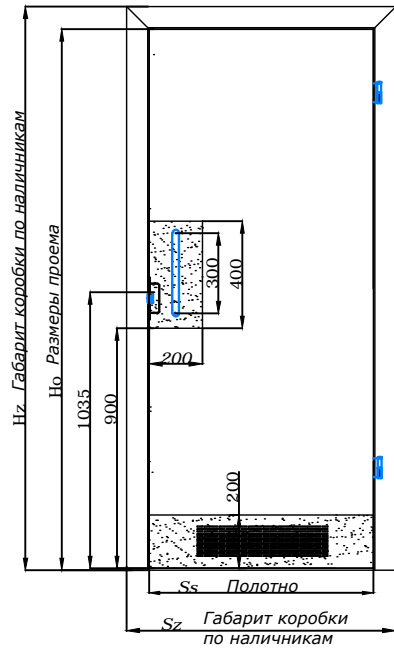 Hz Габарит коробки по наличникам
Ho Размеры проема
1035
900
300
400
200
200
Ss Полотно
Sz Габарит коробки
по наличникам